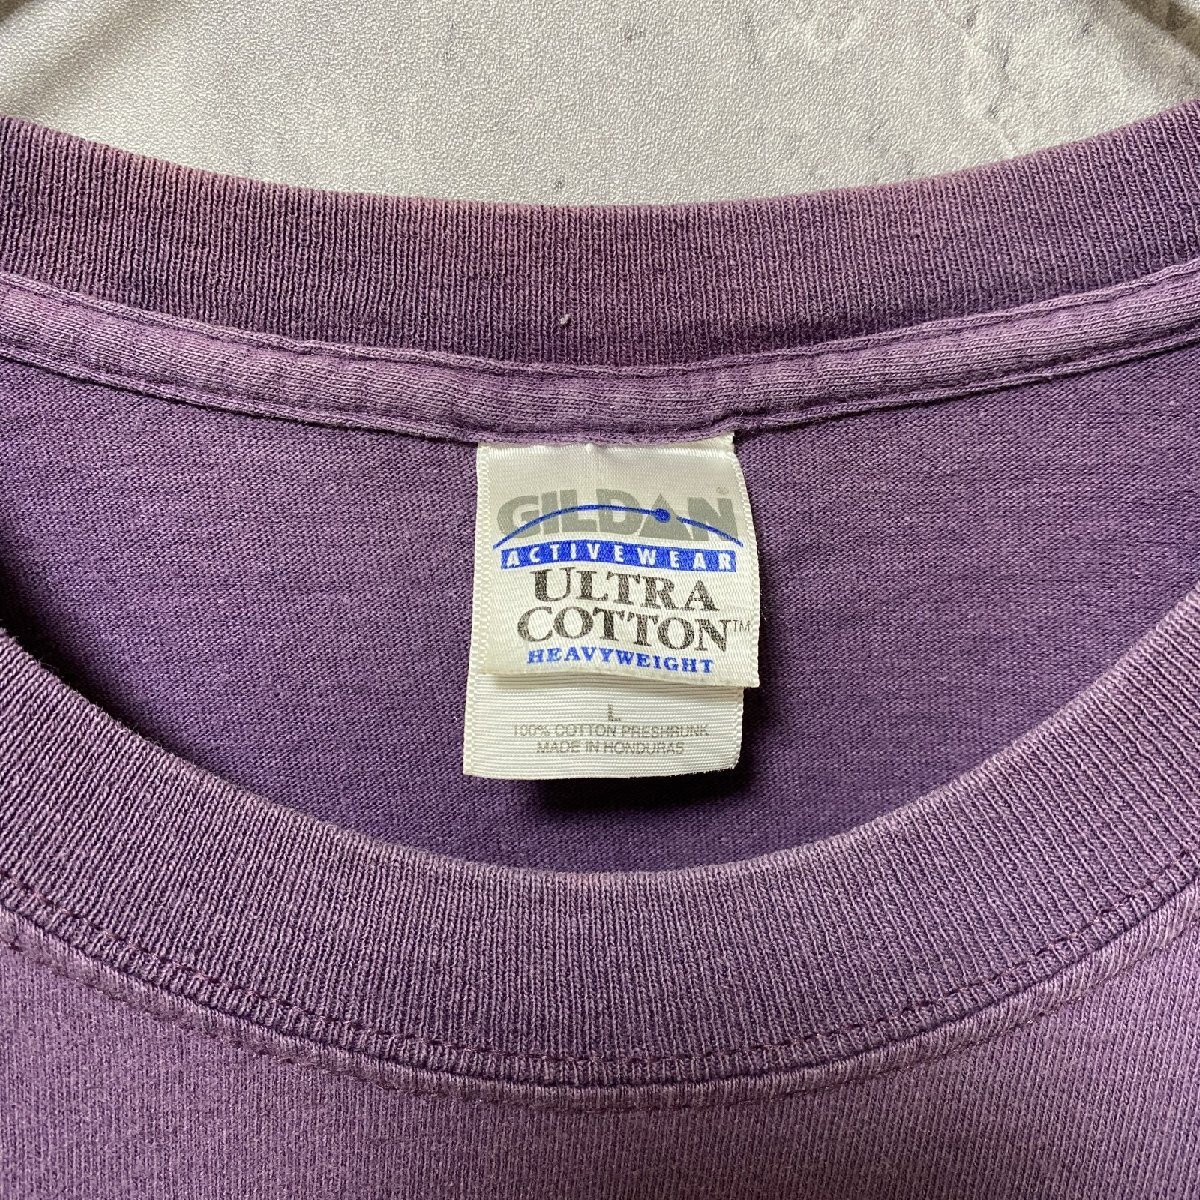 GILDAN®
ACTIVEWEAR
ULTRA
COTTON™
HEAVYWEIGHT
L
100% COTTON PRESHRUNK
MADE IN HONDURAS